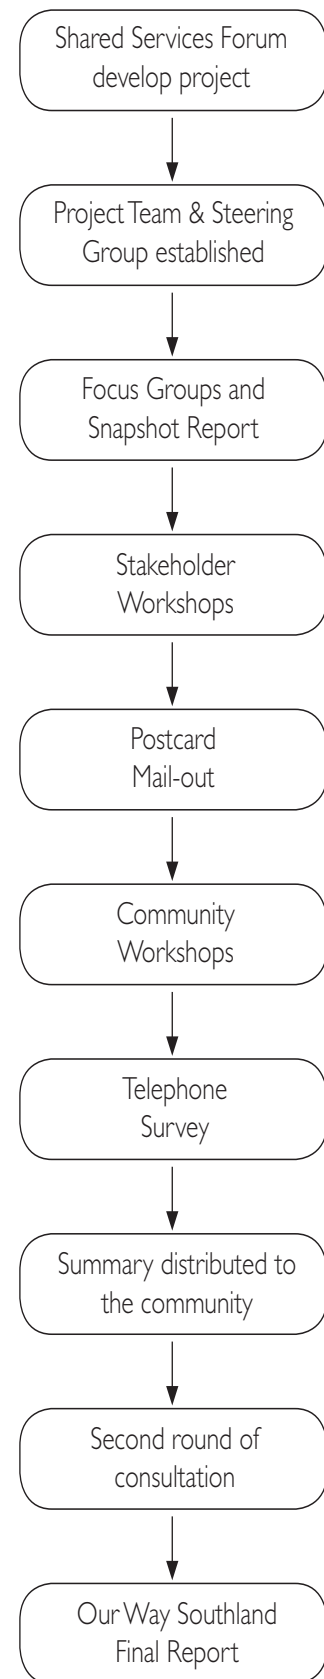 Shared Services Forum
develop project
Project Team & Steering
Group established
Focus Groups and
Snapshot Report
Stakeholder
Workshops
Postcard
Mail-out
Community
Workshops
Telephone
Survey
Summary distributed to
the community
Second round of
consultation
Our Way Southland
Final Report